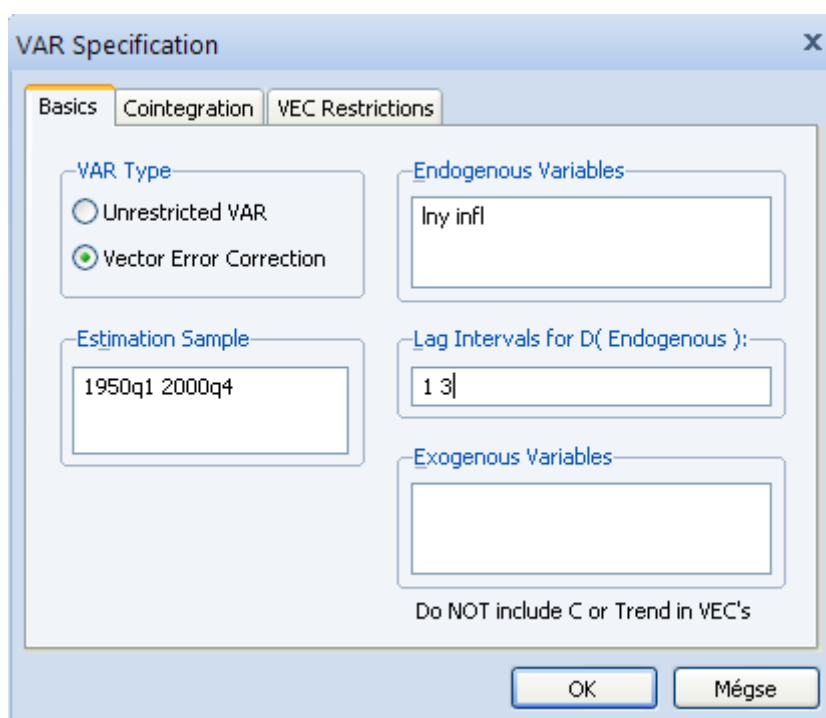 VAR Specification
Basics
Cointegration
VEC Restrictions
VAR Type
Unrestricted VAR
Vector Error Correction
Endogenous Variables
lny infl
Estimation Sample
1950q1 2000q4
Lag Intervals for D( Endogenous ):
1 3
Exogenous Variables
Do NOT include C or Trend in VEC's
OK
Mégse